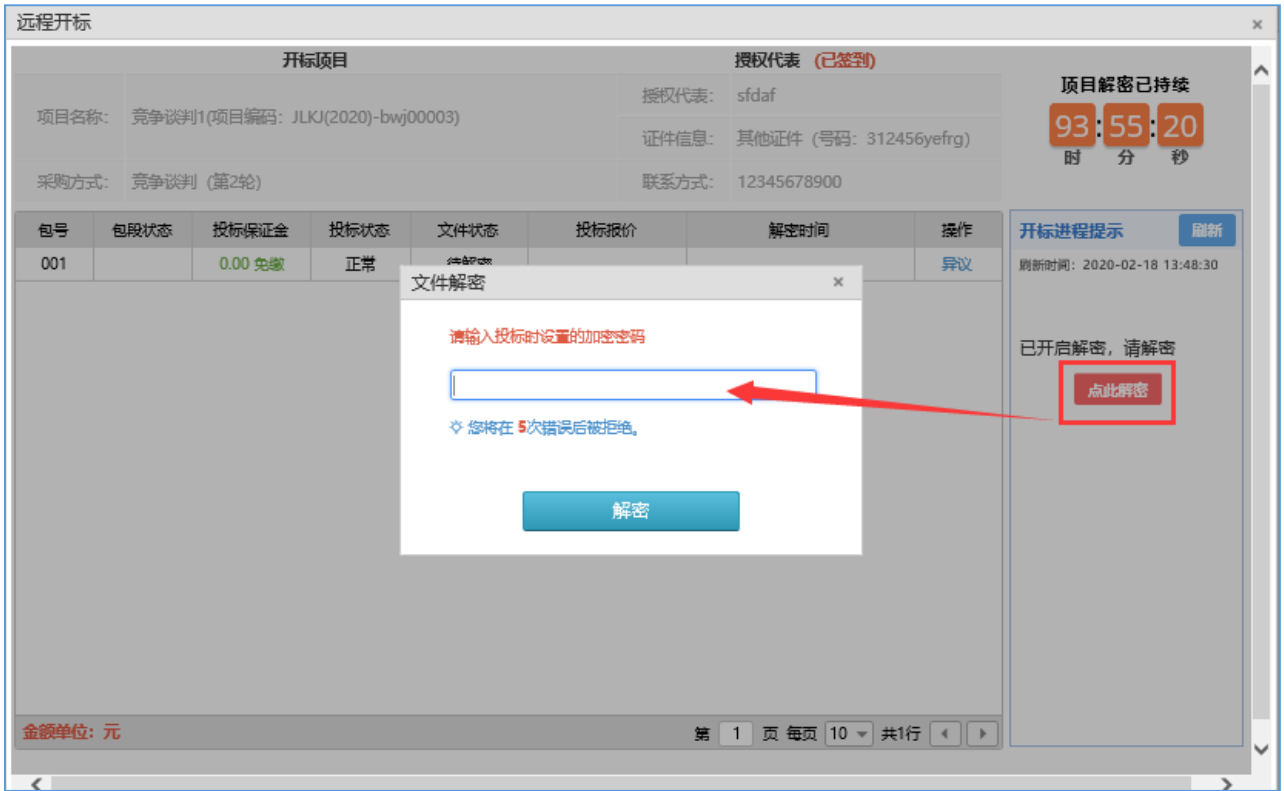 远程开标
开标项目 授权代表 (已签到)
项目名称: 竞争谈判1(项目编码: JLKJ(2020)-bwj00003)
授权代表: sfdaf
证件信息: 其他证件 (号码: 312456yefrg)
采购方式: 竞争谈判 (第2轮)
联系方式: 12345678900
项目解密已持续
93:55:20
时 分 秒
包号 包段状态 投标保证金 投标状态 文件状态 投标报价 解密时间 操作
001 0.00 免缴 正常 待解密 异议
开标进程提示 刷新
刷新时间: 2020-02-18 13:48:30
已开启解密, 请解密
点此解密
文件解密
请输入投标时设置的加密密码
您将在 5次错误后被拒绝。
解密
金额单位: 元
第 1 页 每页 10 共1行